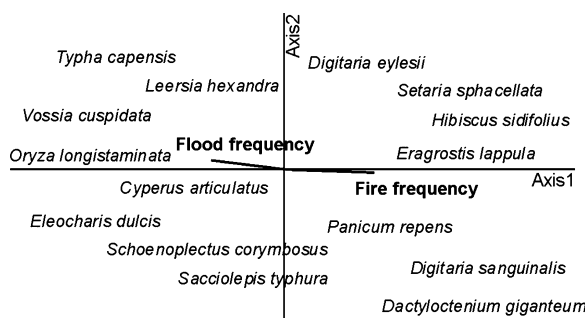 Axis2
Typha capensis
Digitaria eylesii
Leersia hexandra
Setaria sphacellata
Vossia cuspidata
Hibiscus sidifolius
Flood frequency
Oryza longistaminata
Eragrostis lappula
Axis1
Cyperus articulatus
Fire frequency
Eleocharis dulcis
Panicum repens
Schoenoplectus corymbosus
Digitaria sanguinalis
Sacciolepis typhura
Dactyloctenium giganteum